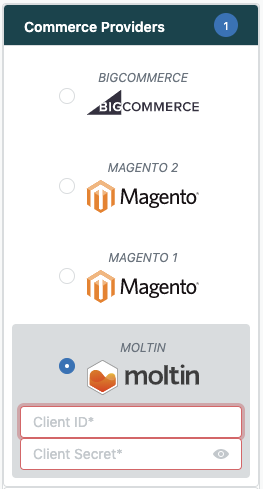 Commerce Providers 1
BIGCOMMERCE
BIGCOMMERCE
MAGENTO 2
Magento
MAGENTO 1
Magento
MOLTIN
moltin
Client ID*
Client Secret*